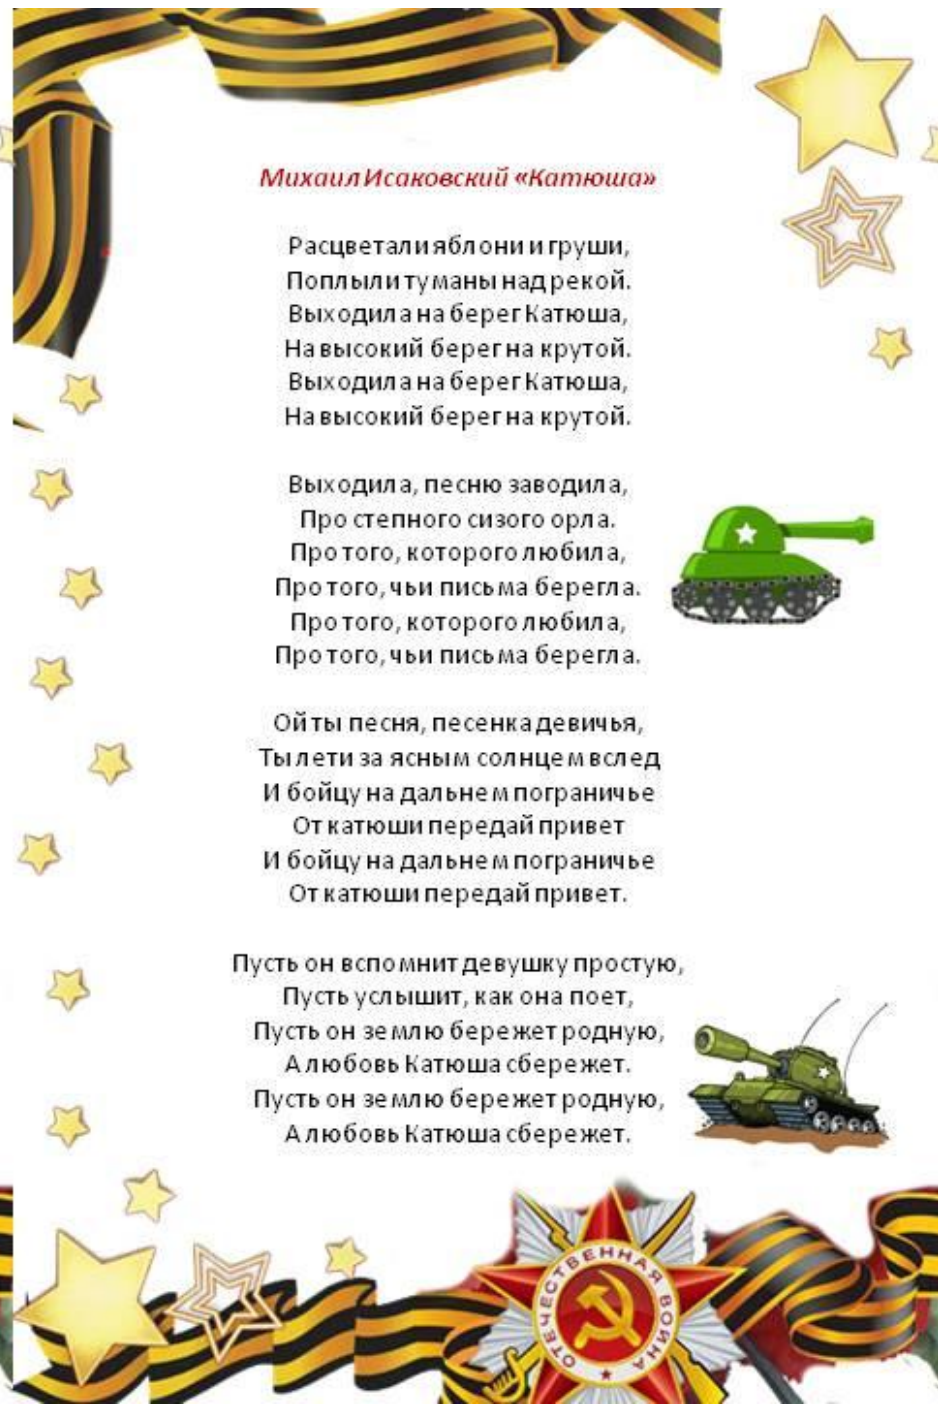 Михаил Исаковский «Катюша»
Расцветали яблони и груши,
Поплыли туманы над рекой.
Выходила на берег Катюша,
На высокий берег на крутой.
Выходила на берег Катюша,
На высокий берег на крутой.
Выходила, песню заводила,
Про степного сизого орла.
Про того, которого любила,
Про того, чьи письма берегла.
Про того, которого любила,
Про того, чьи письма берегла.
Ой ты песня, песенка девичья,
Ты лети за ясным солнцем вслед
И бойцу на дальнем пограничье
От катюши передай привет
И бойцу на дальнем пограничье
От катюши передай привет.
Пусть он вспомнит девушку простую,
Пусть услышит, как она поет,
Пусть он землю бережет родную,
А любовь Катюша сбережет.
Пусть он землю бережет родную,
А любовь Катюша сбережет.
ОТЕЧЕСТВЕННАЯ ВОЙНА